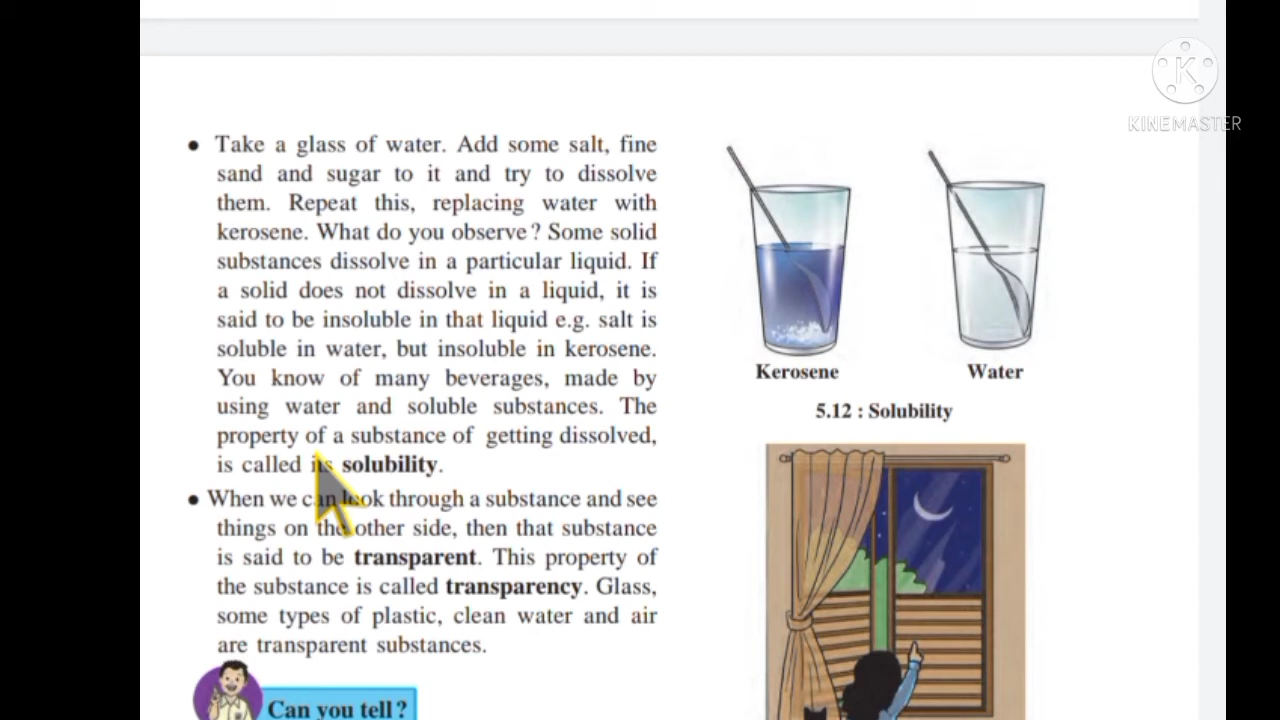 KINEMASTER
● Take a glass of water. Add some salt, fine
sand and sugar to it and try to dissolve
them. Repeat this, replacing water with
kerosene. What do you observe? Some solid
substances dissolve in a particular liquid. If
a solid does not dissolve in a liquid, it is
said to be insoluble in that liquid e.g. salt is
soluble in water, but insoluble in kerosene.
You know of many beverages, made by
using water and soluble substances. The
property of a substance of getting dissolved,
is called its solubility.
● When we can look through a substance and see
things on the other side, then that substance
is said to be transparent. This property of
the substance is called transparency. Glass,
some types of plastic, clean water and air
are transparent substances.
Can you tell?
Kerosene
Water
5.12 : Solubility